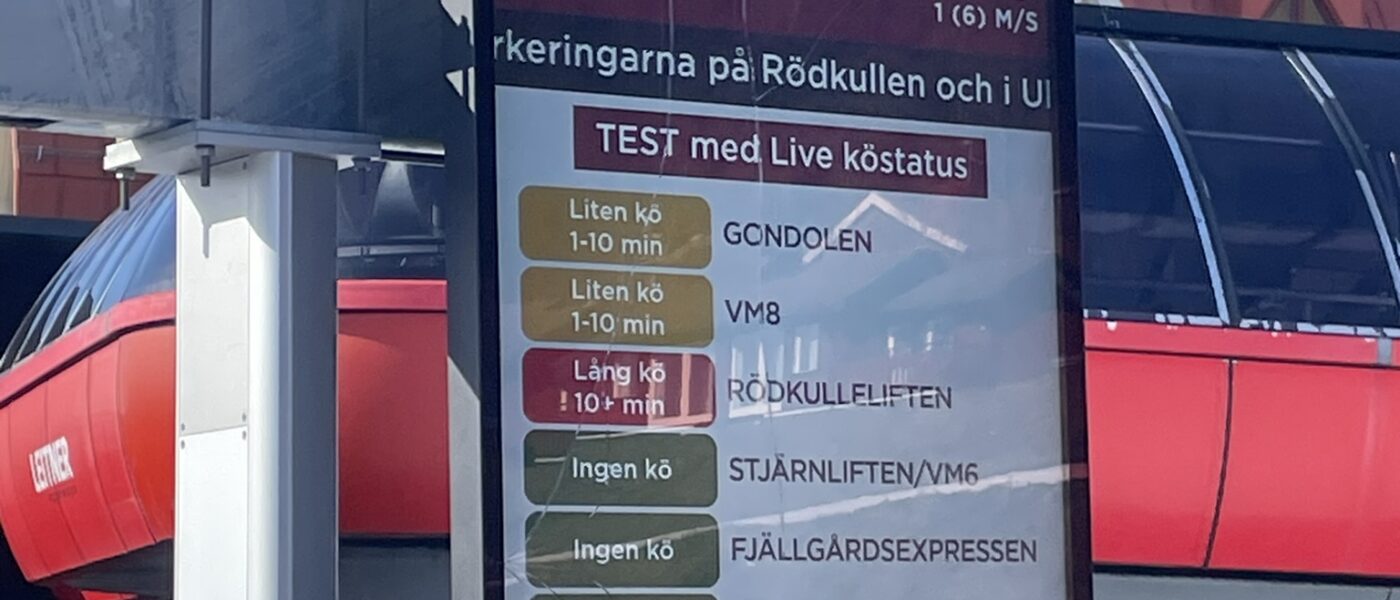 1 (6) M/S
rkeringarna på Rödkullen och i Ul
TEST med Live köstatus
Liten kö
1-10 min
GONDOLEN
Liten kö
1-10 min
VM8
Lång kö
10+ min
RÖDKULLELIFTEN
Ingen kö
STJÄRNLIFTEN/VM6
Ingen kö
FJÄLLGÅRDSEXPRESSEN
LEITNER